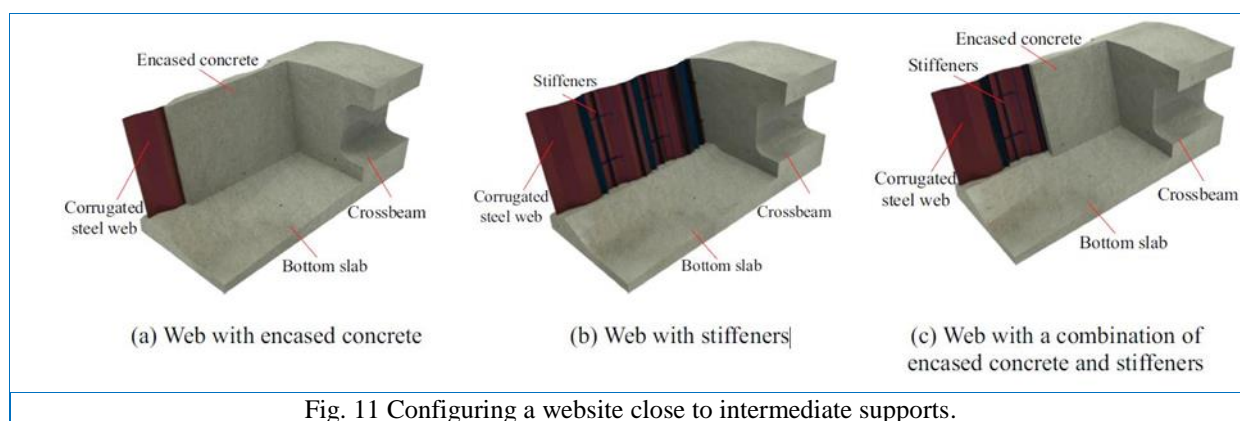 Encased concrete
Corrugated
steel web
Crossbeam
Bottom slab
(a) Web with encased concrete
Stiffeners
Corrugated
steel web
Crossbeam
Bottom slab
(b) Web with stiffeners
Encased concrete
Stiffeners
Corrugated
steel web
Crossbeam
Bottom slab
(c) Web with a combination of
encased concrete and stiffeners
Fig. 11 Configuring a website close to intermediate supports.